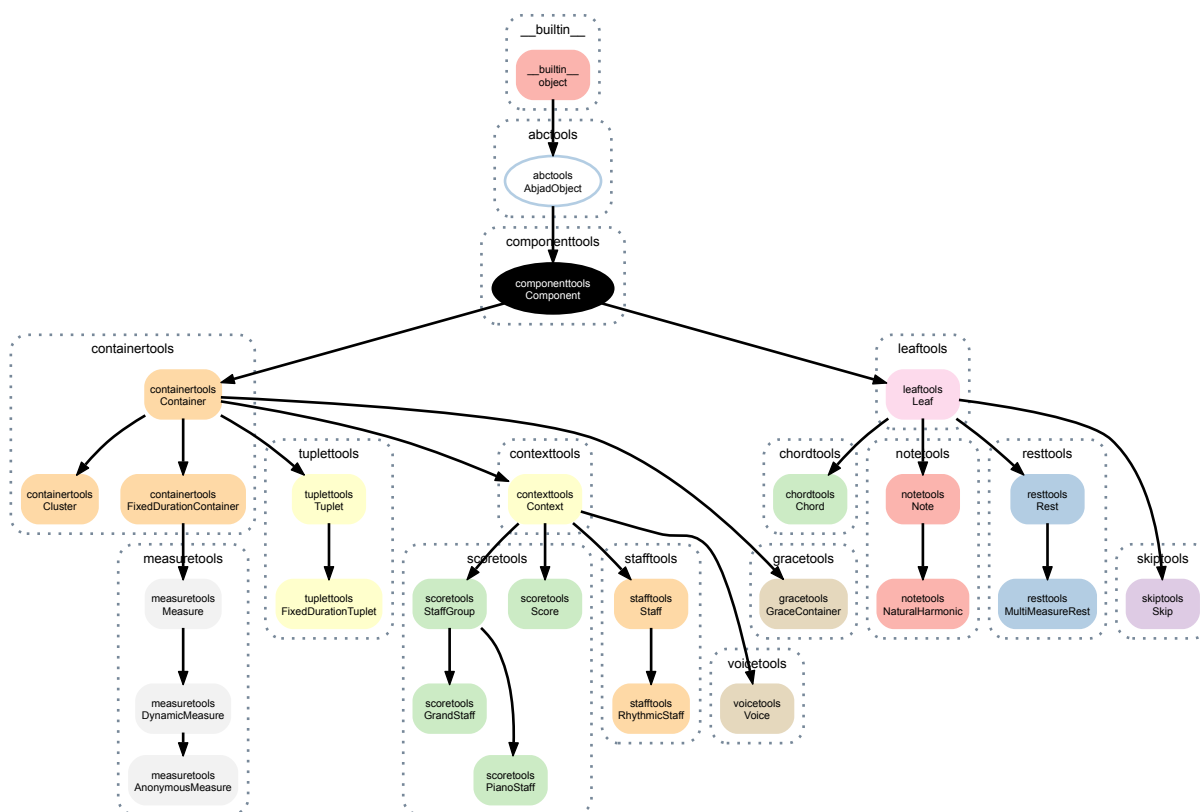 __builtin__
__builtin__
object
abctools
abctools
AbjadObject
componenttools
componenttools
Component
containertools
leaftools
containertools
Container
leaftools
Leaf
tuplettools
contexttools
chordtools
notetools
resttools
containertools
Cluster
containertools
FixedDurationContainer
tuplettools
Tuplet
contexttools
Context
chordtools
Chord
notetools
Note
resttools
Rest
measuretools
scoretools
stafftools
gracetools
skiptools
measuretools
Measure
tuplettools
FixedDurationTuplet
scoretools
StaffGroup
scoretools
Score
stafftools
Staff
gracetools
GraceContainer
notetools
NaturalHarmonic
resttools
MultiMeasureRest
skiptools
Skip
voicetools
measuretools
DynamicMeasure
scoretools
GrandStaff
stafftools
RhythmicStaff
voicetools
Voice
measuretools
AnonymousMeasure
scoretools
PianoStaff